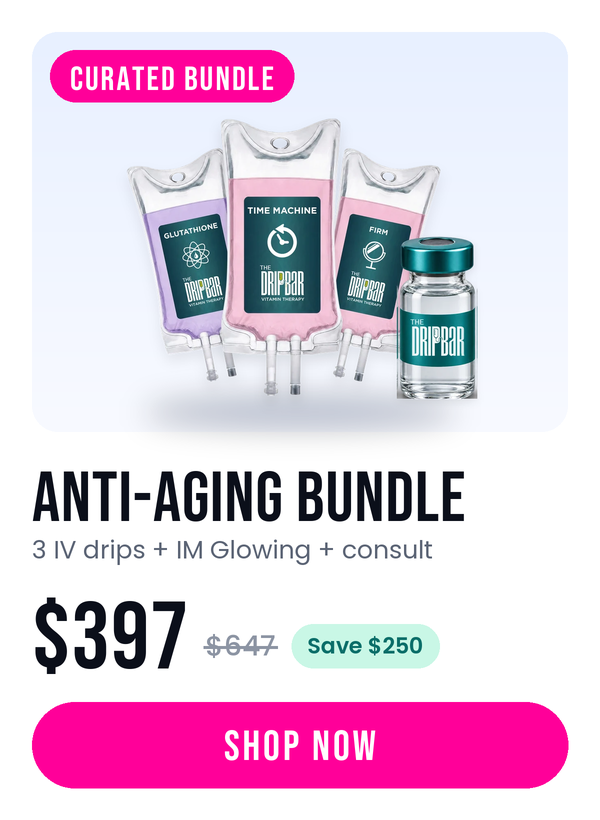 CURATED BUNDLE
GLUTATHIONE
THE
DRIPBAR
VITAMIN THERAPY
TIME MACHINE
THE
DRIPBAR
VITAMIN THERAPY
FIRM
THE
DRIPBAR
VITAMIN THERAPY
THE
DRIPBAR
ANTI-AGING BUNDLE
3 IV drips + IM Glowing + consult
$397 $647 Save $250
SHOP NOW